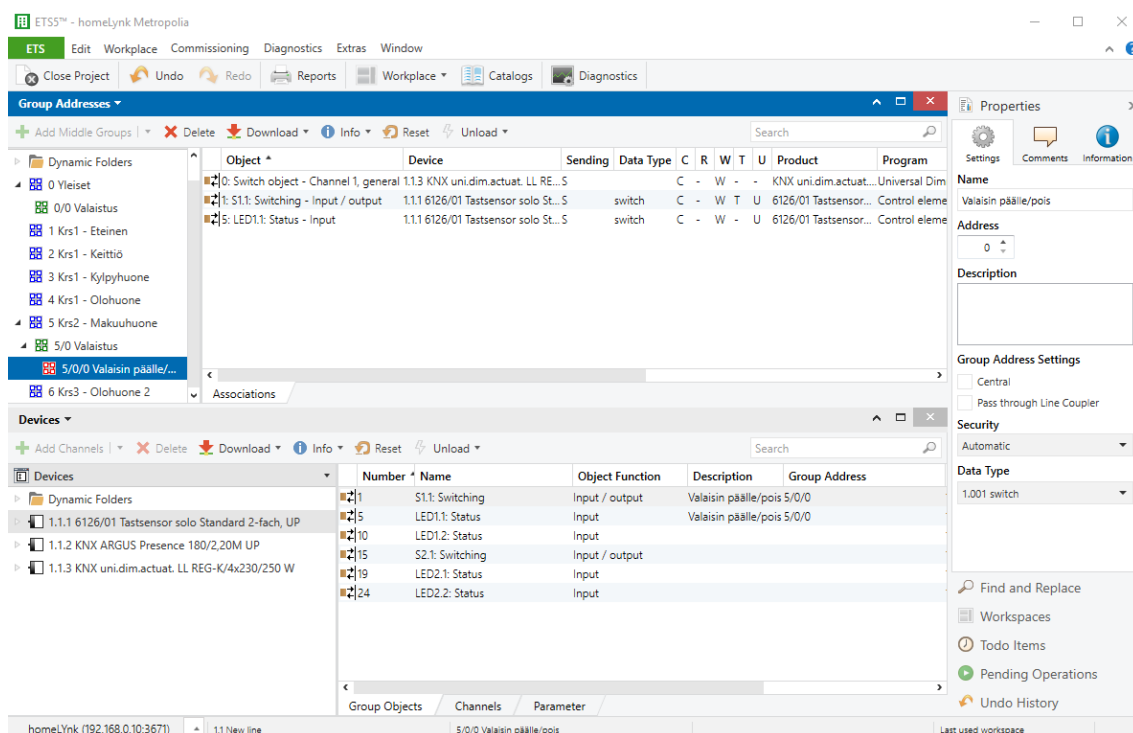 ETS5™ - homeLynk Metropolia
ETS Edit Workplace Commissioning Diagnostics Extras Window
Close Project Undo Redo Reports Workplace Catalogs Diagnostics
Group Addresses
Add Middle Groups Delete Download Info Reset Unload Search
Dynamic Folders
0 Yleiset
0/0 Valaistus
1 Krs1 - Eteinen
2 Krs1 - Keittiö
3 Krs1 - Kylpyhuone
4 Krs1 - Olohuone
5 Krs2 - Makuuhuone
5/0 Valaistus
5/0/0 Valaisin päälle/...
6 Krs3 - Olohuone 2
Object Device Sending Data Type C R W T U Product Program
0: Switch object - Channel 1, general 1.1.3 KNX uni.dim.actuat. LL RE... S C - W - - KNX uni.dim.actuat.... Universal Dim
1: S1.1: Switching - Input / output 1.1.1 6126/01 Tastsensor solo St... S switch C - W T U 6126/01 Tastsensor... Control eleme
5: LED1.1: Status - Input 1.1.1 6126/01 Tastsensor solo St... S switch C - W - U 6126/01 Tastsensor... Control eleme
Associations
Devices
Add Channels Delete Download Info Reset Unload Search
Devices
Dynamic Folders
1.1.1 6126/01 Tastsensor solo Standard 2-fach, UP
1.1.2 KNX ARGUS Presence 180/2,20M UP
1.1.3 KNX uni.dim.actuat. LL REG-K/4x230/250 W
Number Name Object Function Description Group Address
1 S1.1: Switching Input / output Valaisin päälle/pois 5/0/0
5 LED1.1: Status Input Valaisin päälle/pois 5/0/0
10 LED1.2: Status Input
15 S2.1: Switching Input / output
19 LED2.1: Status Input
24 LED2.2: Status Input
Group Objects Channels Parameter
Properties
Settings Comments Information
Name
Valaisin päälle/pois
Address
0
Description
Group Address Settings
Central
Pass through Line Coupler
Security
Automatic
Data Type
1.001 switch
Find and Replace
Workspaces
Todo Items
Pending Operations
Undo History
homeLYnk (192.168.0.10:3671) 1.1 New line 5/0/0 Valaisin päälle/pois Last used workspace